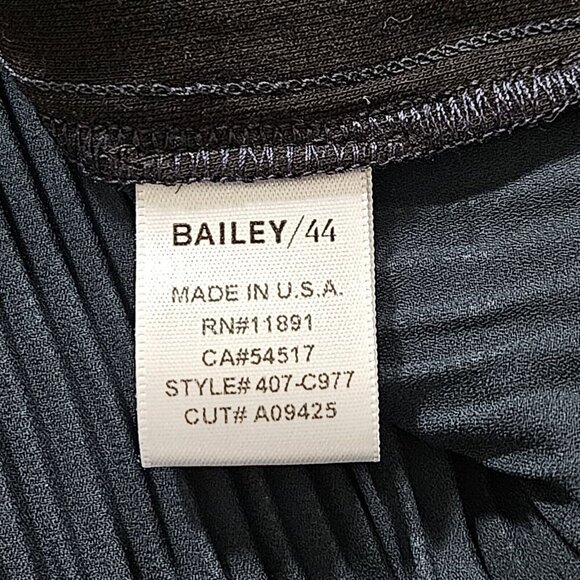 BAILEY/44
MADE IN U.S.A.
RN#11891
CA#54517
STYLE# 407-C977
CUT# A09425